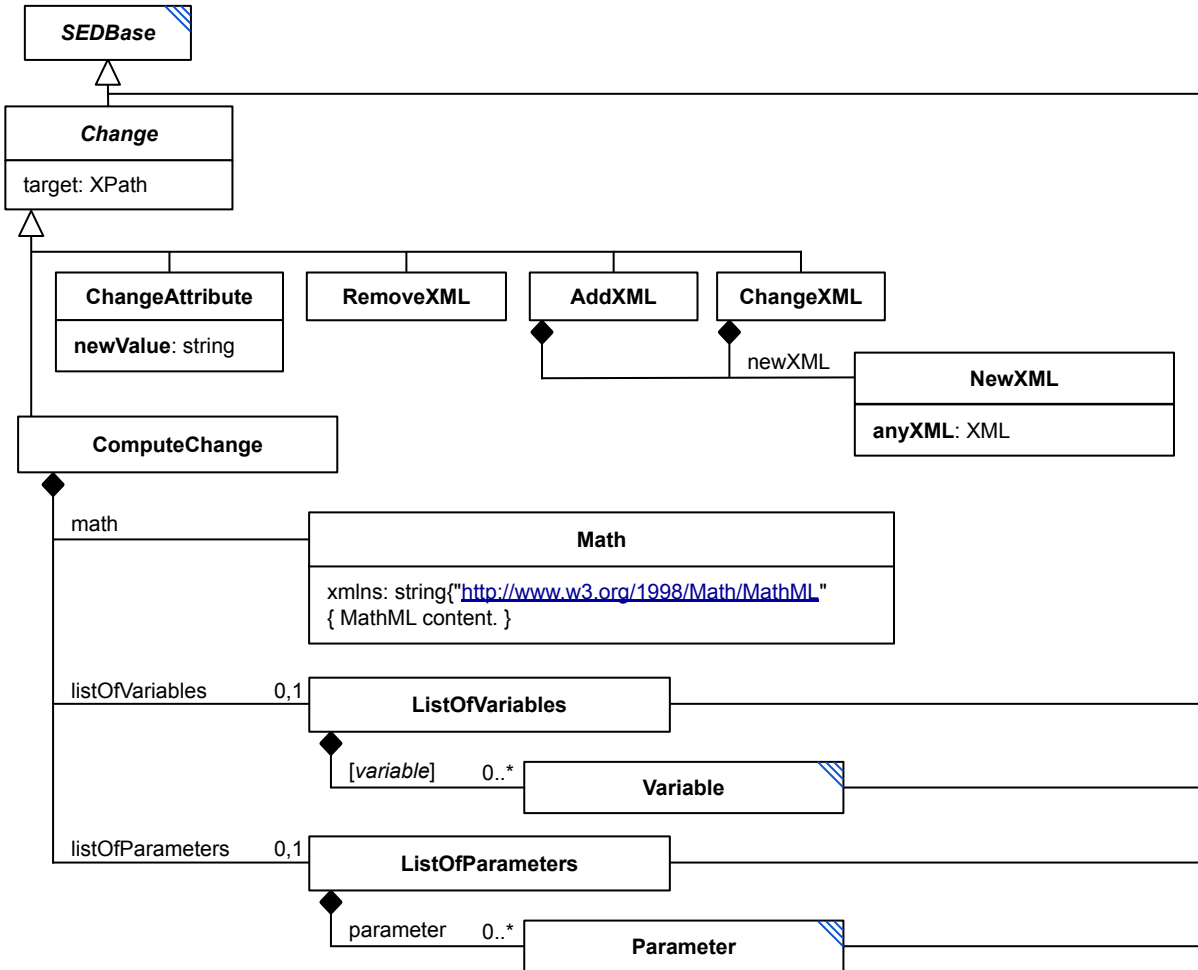 SEDBase
Change
target: XPath
ChangeAttribute
newValue: string
RemoveXML
AddXML
ChangeXML
newXML
NewXML
anyXML: XML
ComputeChange
math
Math
xmlns: string{"http://www.w3.org/1998/Math/MathML"
{ MathML content. }
listOfVariables 0,1
ListOfVariables
[variable] 0..*
Variable
listOfParameters 0,1
ListOfParameters
parameter 0..*
Parameter